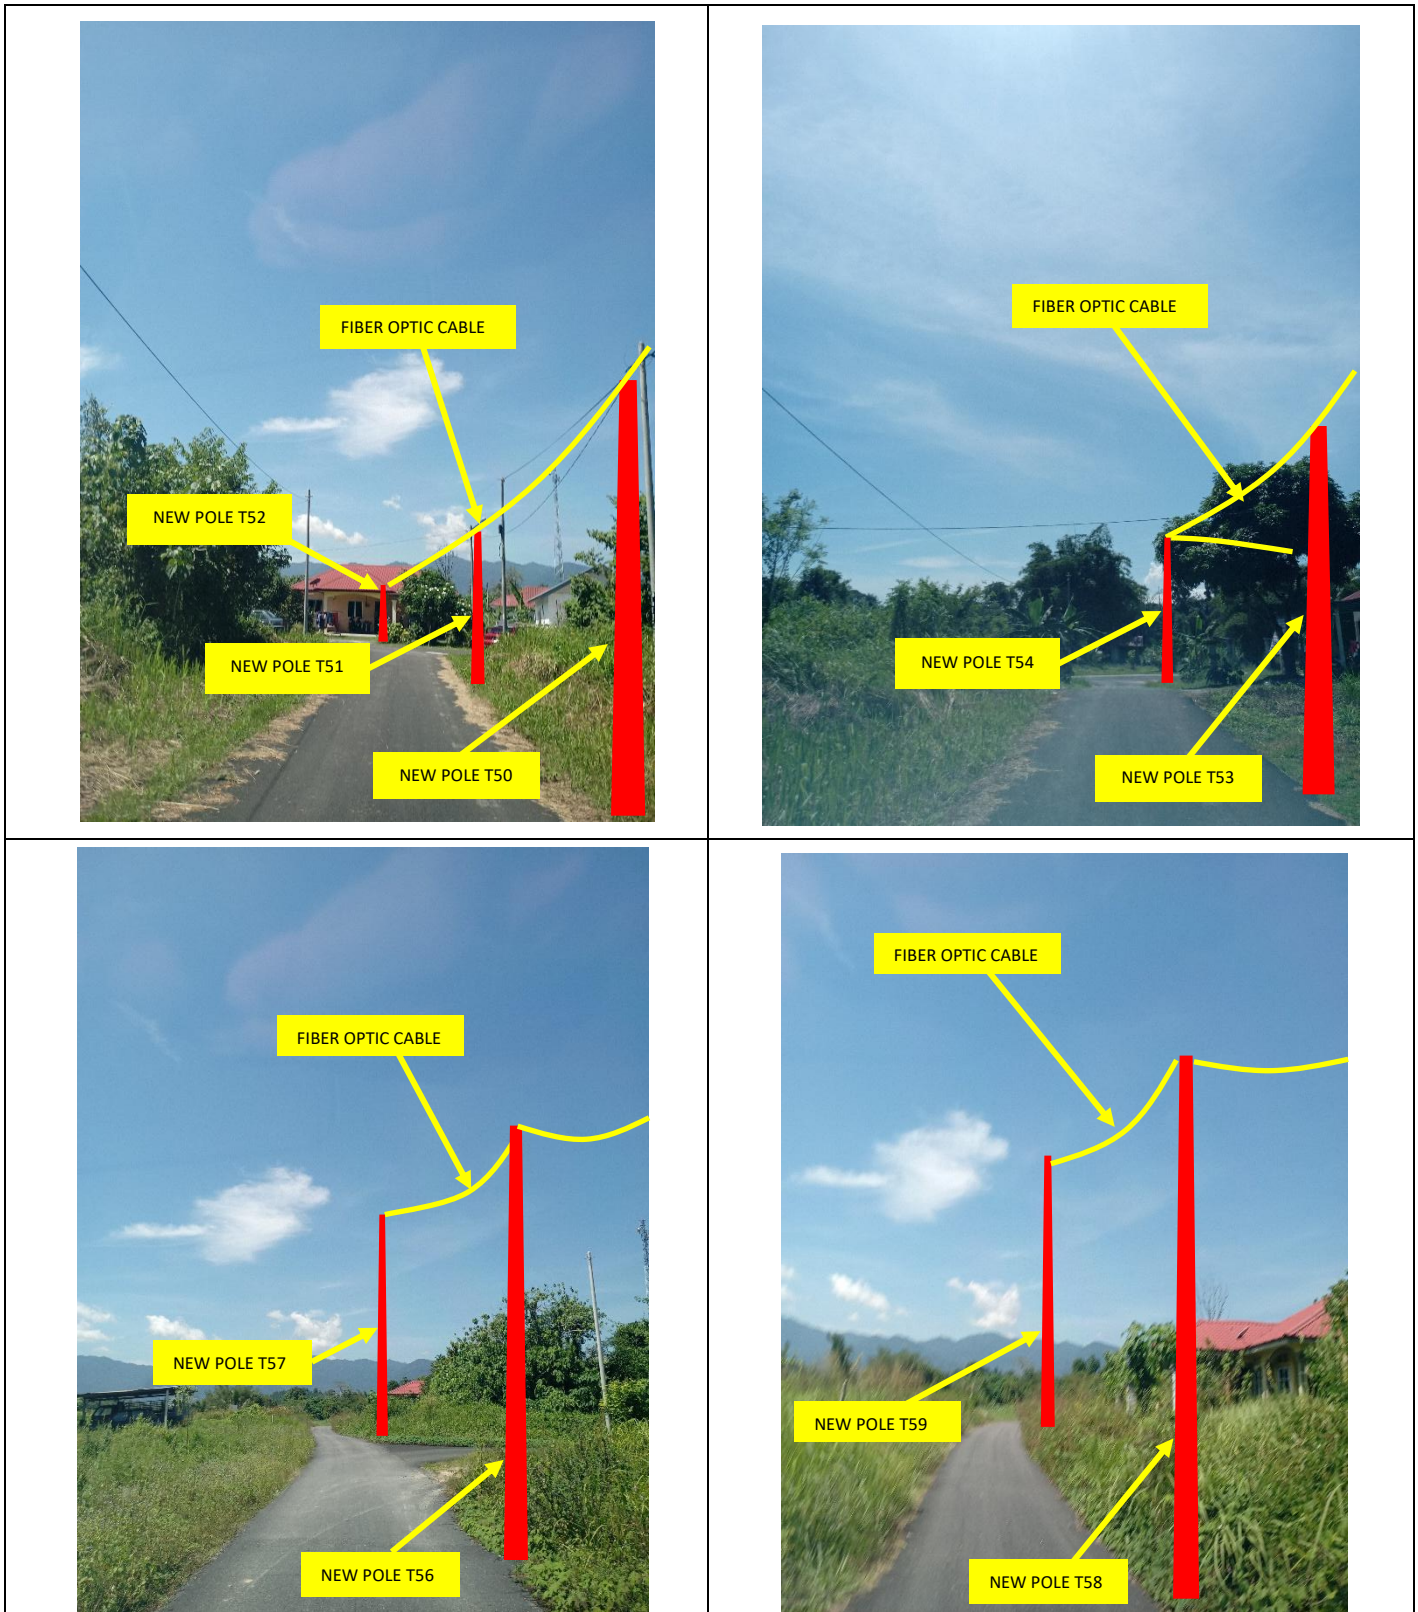 FIBER OPTIC CABLE
NEW POLE T52
NEW POLE T51
NEW POLE T50
FIBER OPTIC CABLE
NEW POLE T54
NEW POLE T53
FIBER OPTIC CABLE
NEW POLE T57
NEW POLE T56
FIBER OPTIC CABLE
NEW POLE T59
NEW POLE T58